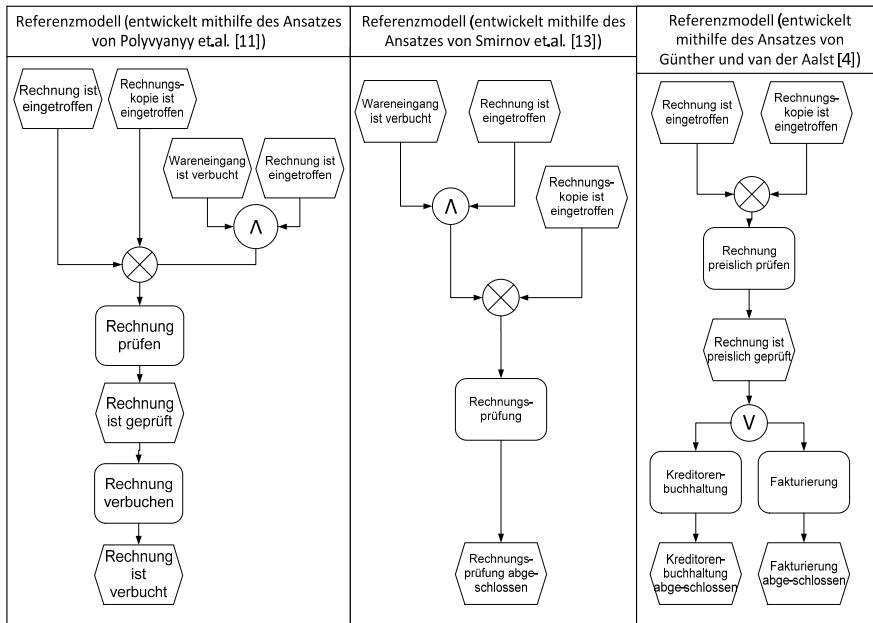 Referenzmodell (entwickelt mithilfe des Ansatzes
von Polyvyanyy et.al. [11])
Rechnung ist
eingetroffen
Rechnungs-
kopie ist
eingetroffen
Wareneingang
ist verbucht
Rechnung ist
eingetroffen
Λ
Rechnung
prüfen
Rechnung
ist geprüft
Rechnung
verbuchen
Rechnung
ist
verbucht
Referenzmodell (entwickelt mithilfe des
Ansatzes von Smirnov et.al. [13])
Wareneingang
ist verbucht
Rechnung ist
eingetroffen
Rechnungs-
kopie ist
eingetroffen
Λ
Rechnungs-
prüfung
Rechnungs-
prüfung abge-
schlossen
Referenzmodell (entwickelt
mithilfe des Ansatzes von
Günther und van der Aalst [4])
Rechnung ist
eingetroffen
Rechnungs-
kopie ist
eingetroffen
Rechnung
preislich prüfen
Rechnung ist
preislich geprüft
V
Kreditoren-
buchhaltung
Fakturierung
Kreditoren-
buchhaltung
abge-schlossen
Fakturierung
abge-schlossen